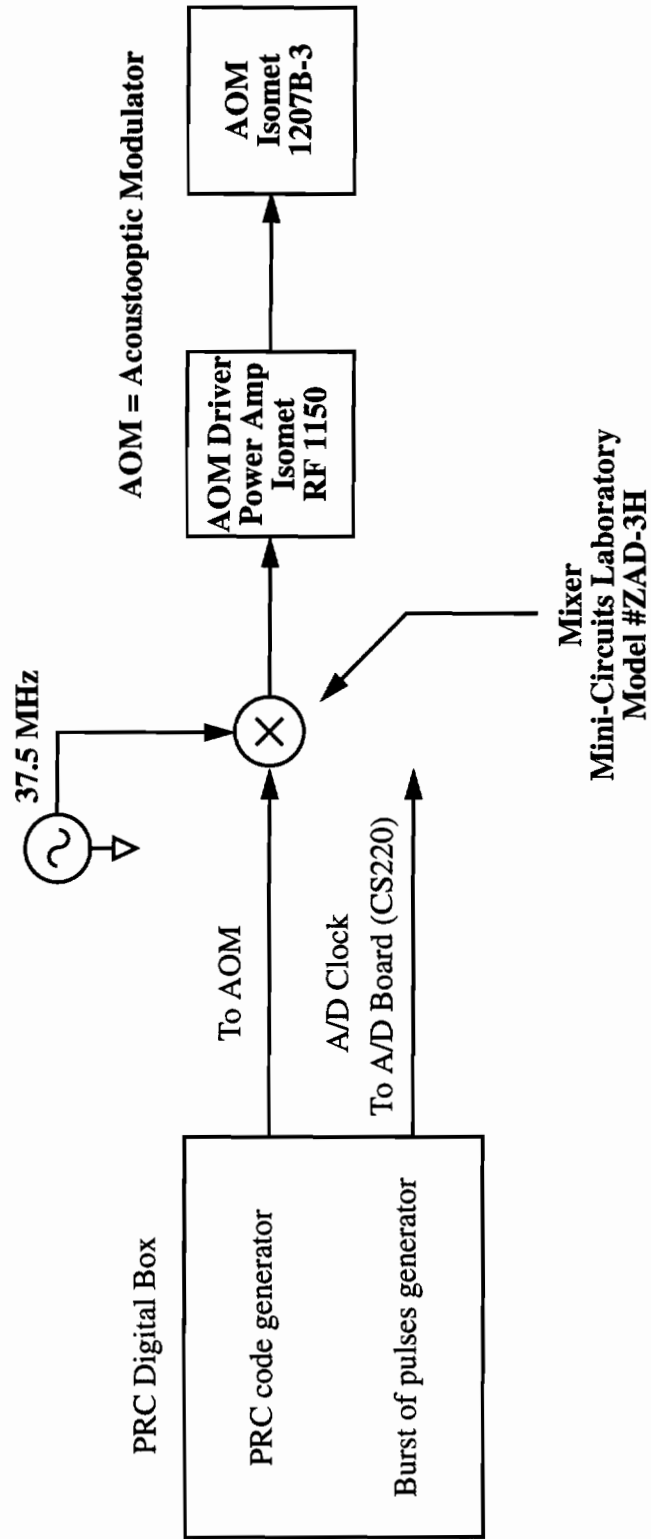 PRC Digital Box
PRC code generator
Burst of pulses generator
To AOM
A/D Clock
To A/D Board (CS220)
37.5 MHz
Mixer
Mini-Circuits Laboratory
Model #ZAD-3H
AOM Driver
Power Amp
Isomet
RF 1150
AOM = Acoustooptic Modulator
AOM
Isomet
1207B-3